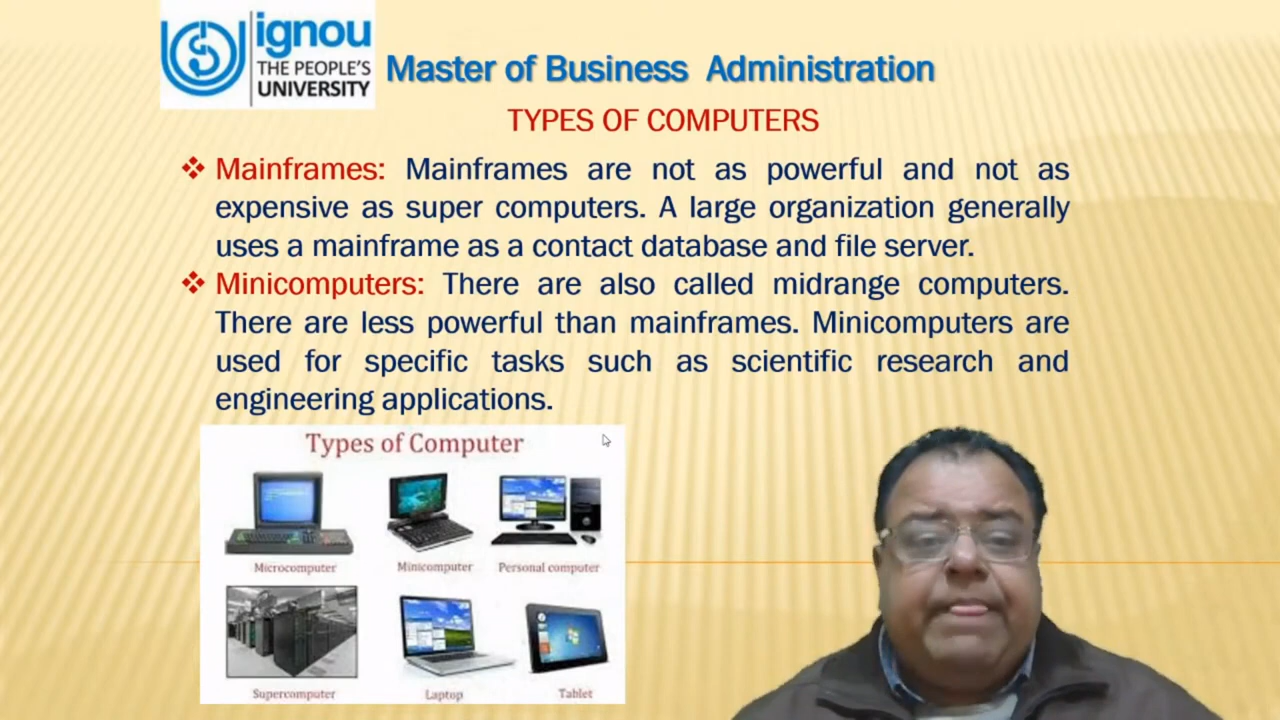 ignou
THE PEOPLE'S
UNIVERSITY
Master of Business Administration
TYPES OF COMPUTERS
❖ Mainframes: Mainframes are not as powerful and not as
expensive as super computers. A large organization generally
uses a mainframe as a contact database and file server.
❖ Minicomputers: There are also called midrange computers.
There are less powerful than mainframes. Minicomputers are
used for specific tasks such as scientific research and
engineering applications.
Types of Computer
Microcomputer Minicomputer Personal computer
Supercomputer Laptop Tablet